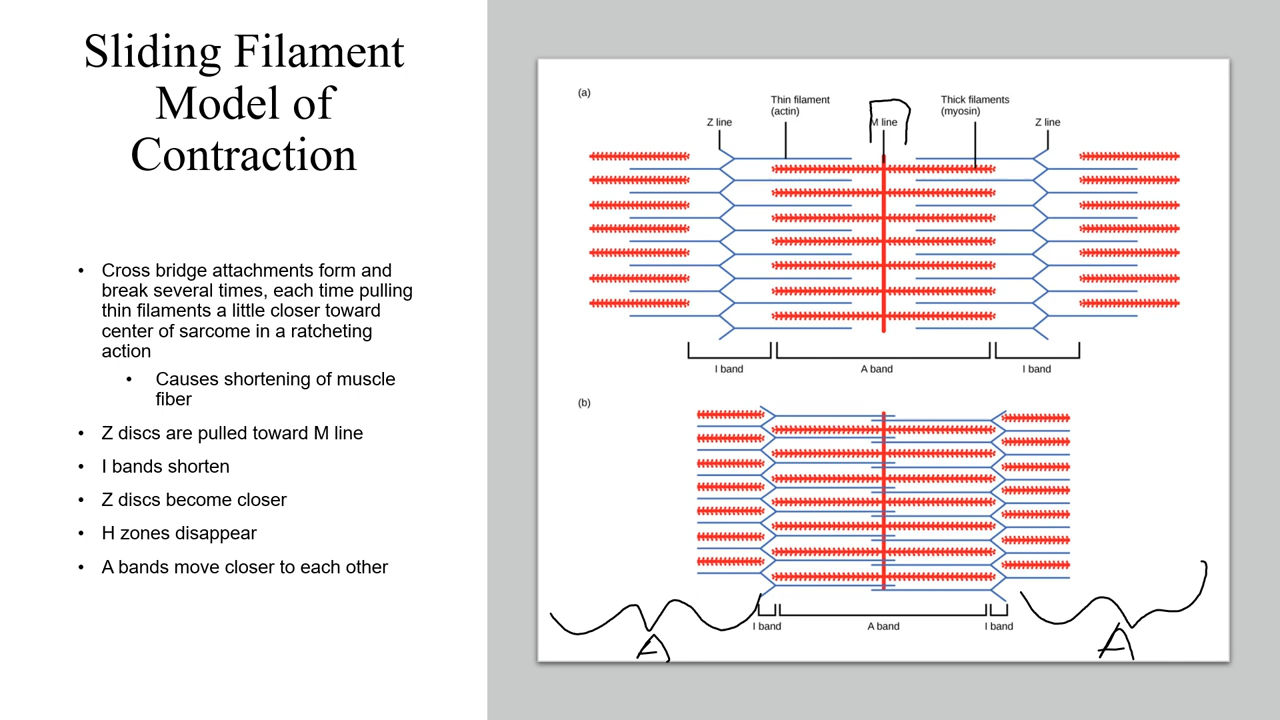 Sliding Filament
Model of
Contraction
• Cross bridge attachments form and
break several times, each time pulling
thin filaments a little closer toward
center of sarcome in a ratcheting
action
• Causes shortening of muscle
fiber
• Z discs are pulled toward M line
• I bands shorten
• Z discs become closer
• H zones disappear
• A bands move closer to each other
(a)
Thin filament
(actin)
Thick filaments
(myosin)
Z line
M line
Z line
I band
A band
I band
(b)
I band
A band
I band
A
A